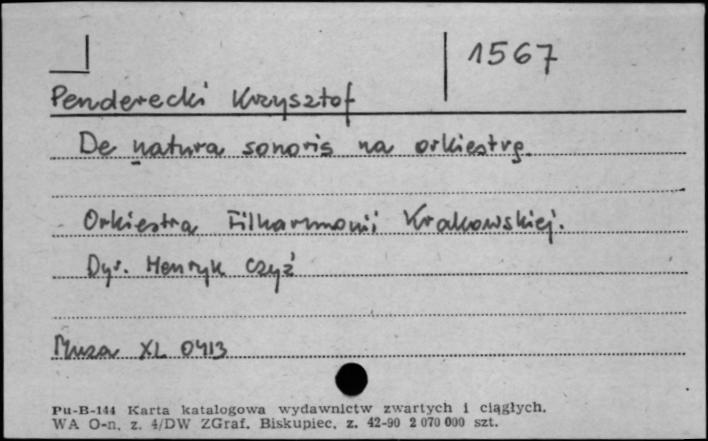 1567
Penderecki Krzysztof
De natura sonoris na orkiestrę
Orkiestra Filharmonii Krakowskiej.
Dyr. Henryk Czyż
Muza XL 0413
Pu-B-144 Karta katalogowa wydawnictw zwartych i ciągłych.
WA O-n. z. 4/DW ZGraf. Biskupiec, z. 42-90 2 070 000 szt.